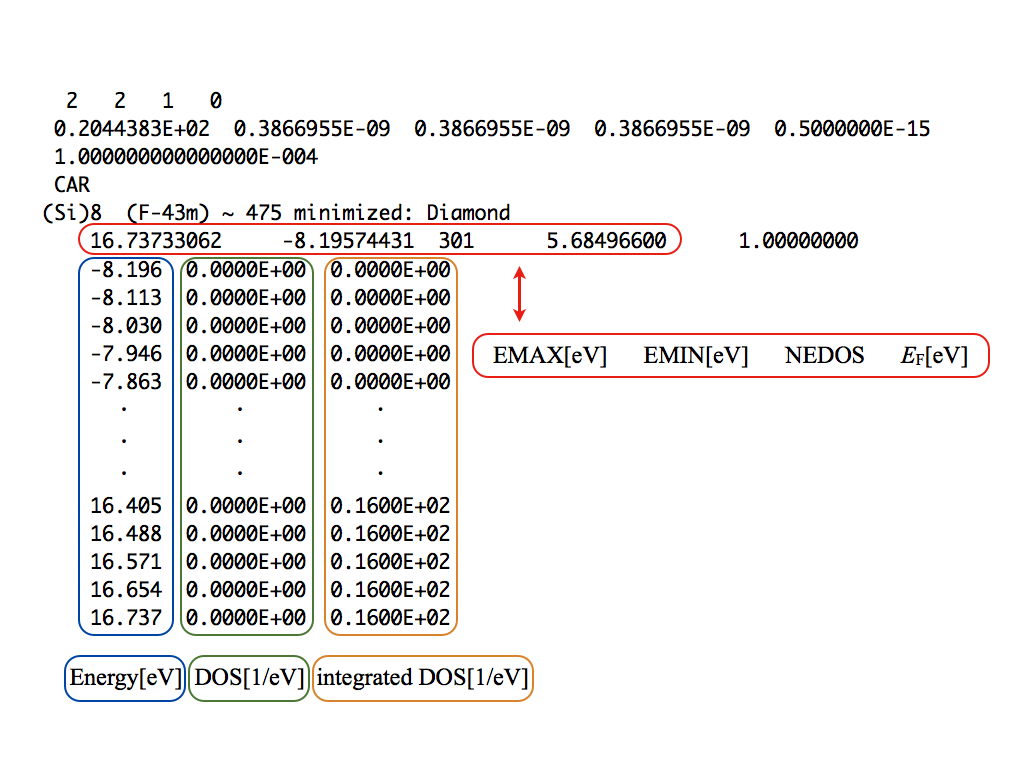 2 2 1 0
0.2044383E+02 0.3866955E-09 0.3866955E-09 0.3866955E-09 0.5000000E-15
1.000000000000000E-004
CAR
(Si)8 (F-43m) ~ 475 minimized: Diamond
16.73733062 -8.19574431 301 5.68496600 1.00000000
-8.196 0.0000E+00 0.0000E+00
-8.113 0.0000E+00 0.0000E+00
-8.030 0.0000E+00 0.0000E+00
-7.946 0.0000E+00 0.0000E+00
EMAX[eV] EMIN[eV] NEDOS EF[eV]
-7.863 0.0000E+00 0.0000E+00
. . .
. . .
. . .
16.405 0.0000E+00 0.1600E+02
16.488 0.0000E+00 0.1600E+02
16.571 0.0000E+00 0.1600E+02
16.654 0.0000E+00 0.1600E+02
16.737 0.0000E+00 0.1600E+02
Energy[eV] DOS[1/eV] integrated DOS[1/eV]